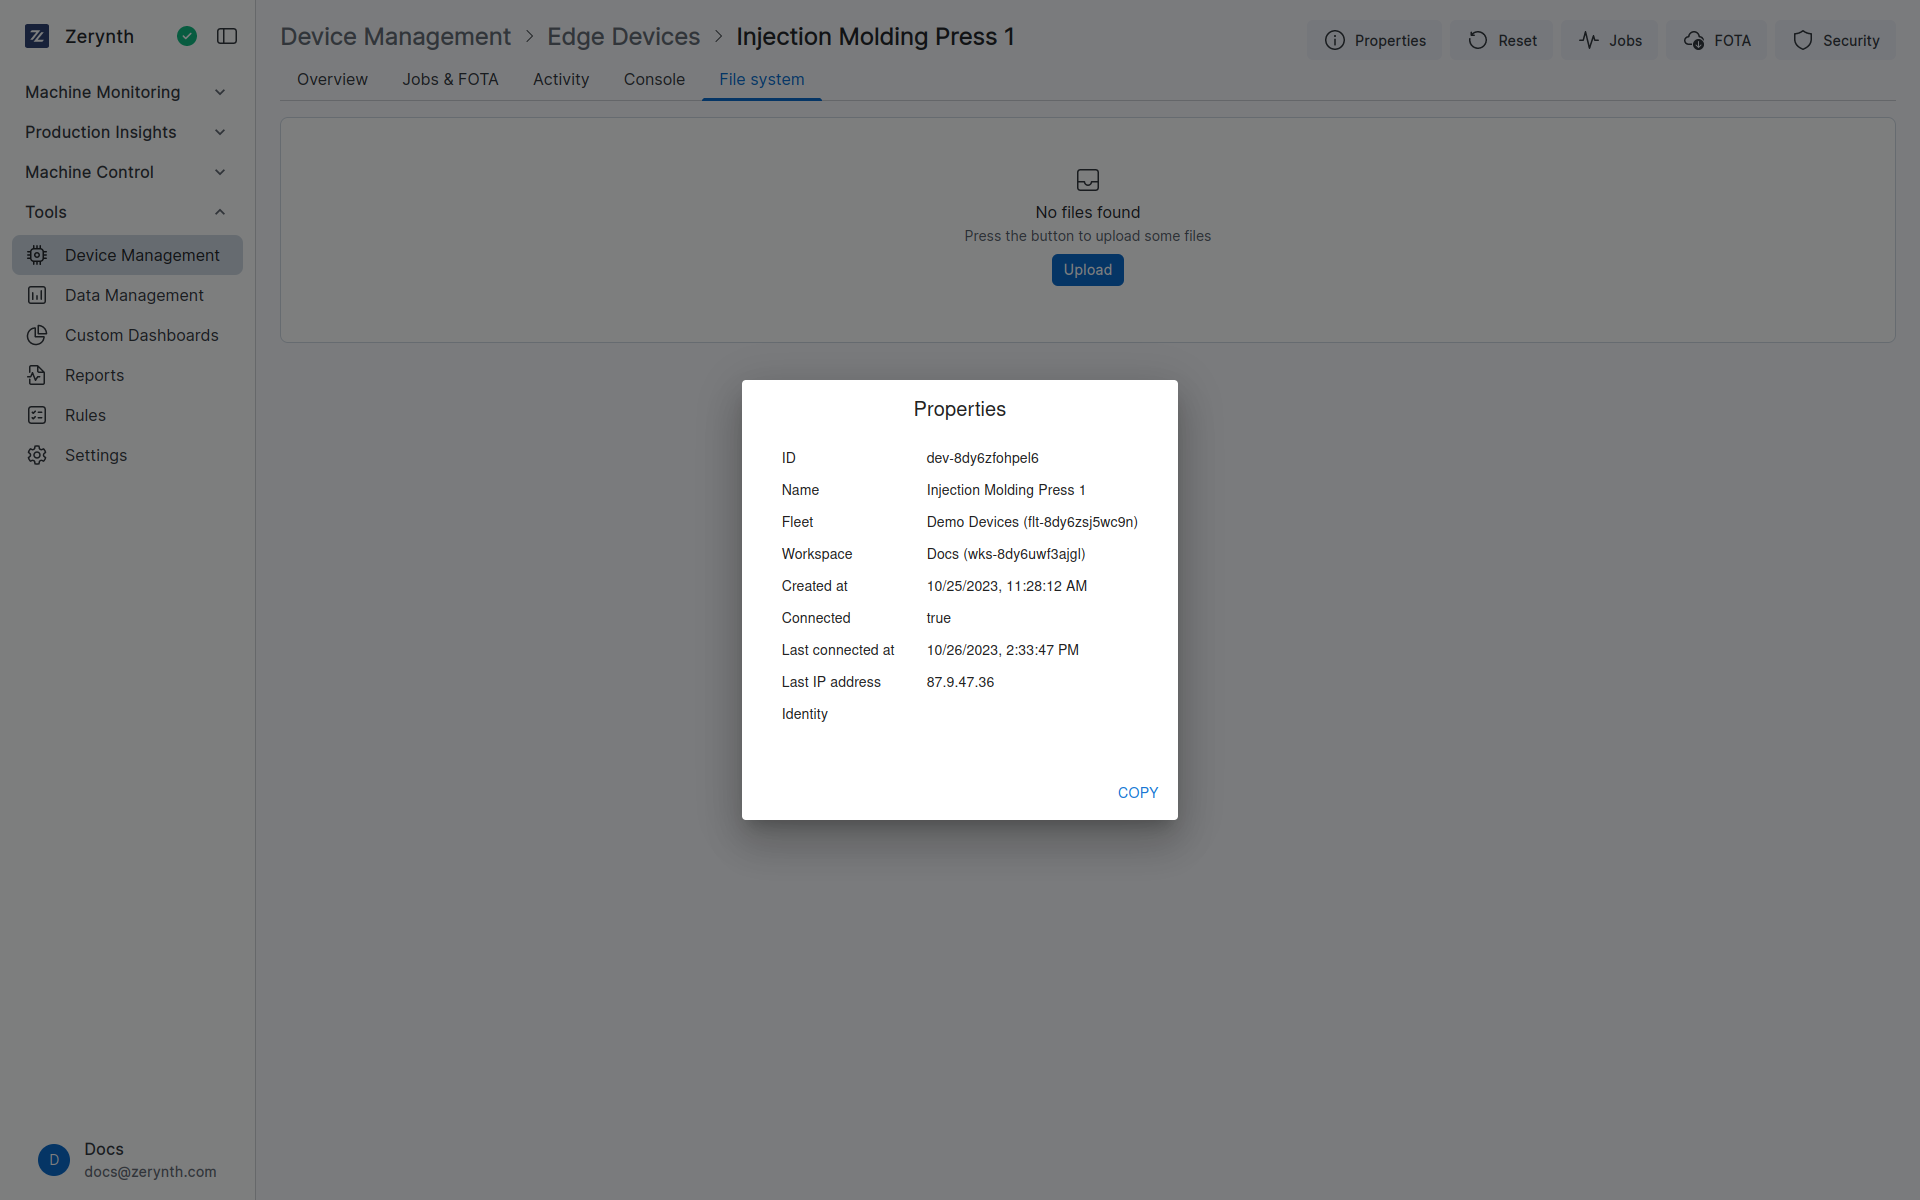 Zerynth
Device Management > Edge Devices > Injection Molding Press 1
Properties
Reset
Jobs
FOTA
Security
Overview
Jobs & FOTA
Activity
Console
File system
Machine Monitoring
Production Insights
Machine Control
Tools
Device Management
Data Management
Custom Dashboards
Reports
Rules
Settings
No files found
Press the button to upload some files
Upload
Properties
ID dev-8dy6zfohpel6
Name Injection Molding Press 1
Fleet Demo Devices (flt-8dy6zsj5wc9n)
Workspace Docs (wks-8dy6uwf3ajgl)
Created at 10/25/2023, 11:28:12 AM
Connected true
Last connected at 10/26/2023, 2:33:47 PM
Last IP address 87.9.47.36
Identity
COPY
D
Docs
docs@zerynth.com